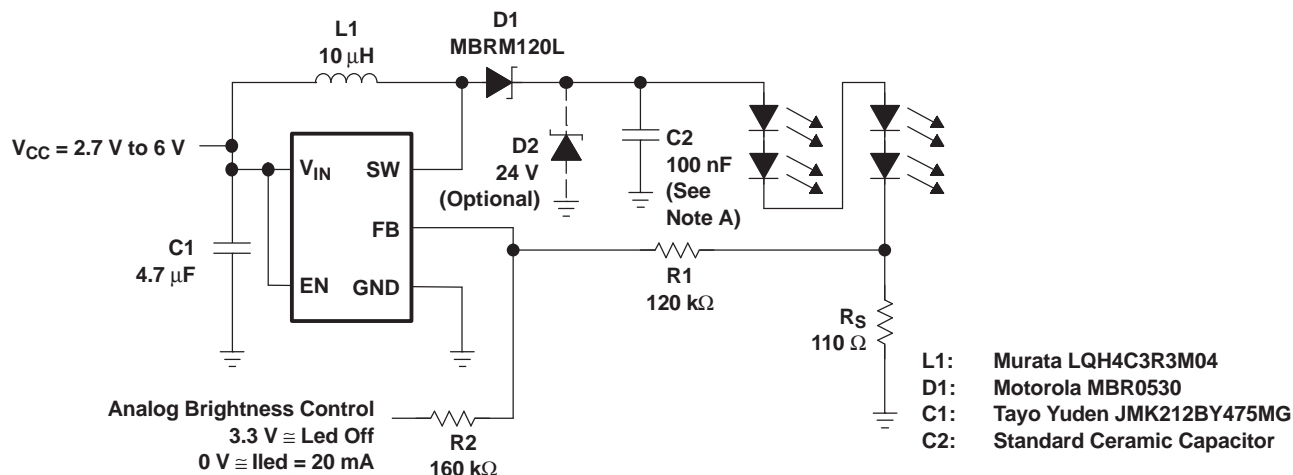 L1
10 μH
D1
MBRM120L
VCC = 2.7 V to 6 V
VIN
SW
FB
EN
GND
C1
4.7 μF
D2
24 V
(Optional)
C2
100 nF
(See
Note A)
R1
120 kΩ
RS
110 Ω
Analog Brightness Control
3.3 V ≅ Led Off
0 V ≅ Iled = 20 mA
R2
160 kΩ
L1: Murata LQH4C3R3M04
D1: Motorola MBR0530
C1: Tayo Yuden JMK212BY475MG
C2: Standard Ceramic Capacitor